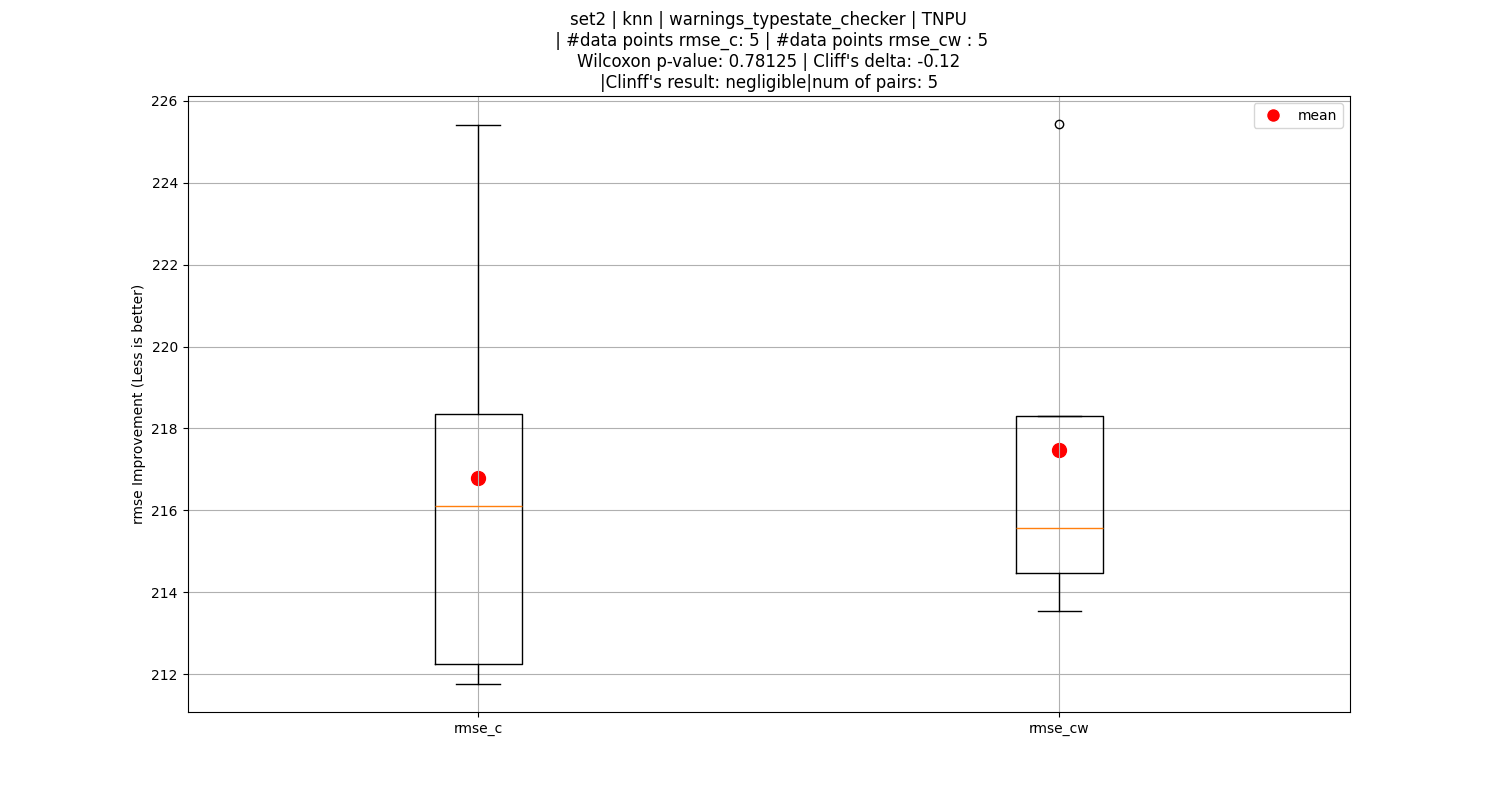 set2 | knn | warnings_typestate_checker | TNPU
| #data points rmse_c: 5 | #data points rmse_cw : 5
Wilcoxon p-value: 0.78125 | Cliff's delta: -0.12
|Clinff's result: negligible|num of pairs: 5
226
224
222
220
218
216
214
212
rmse Improvement (Less is better)
mean
rmse_c
rmse_cw